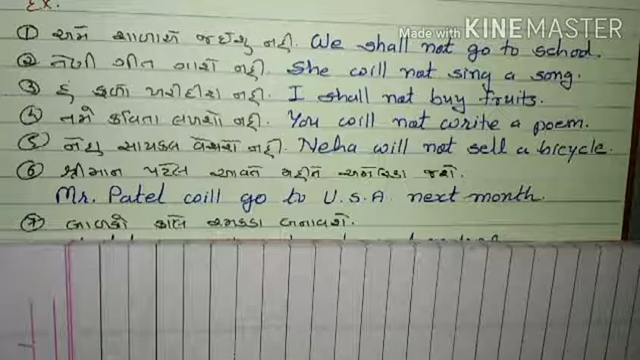 Ex.
Made with KINEMASTER
① અમે શાળાએ જઈશું નહી. We shall not go to school.
② તેણી ગીત ગાશે નહી. She will not sing a song.
③ હું ફળો ખરીદીશ નહી. I shall not buy fruits.
④ તમે કવિતા લખશો નહી. You will not write a poem.
⑤ નેહા સાયકલ વેચશે નહી. Neha will not sell a bicycle.
⑥ શ્રીમાન પટેલ આવતે મહીને અમેરિકા જશે.
Mr. Patel will go to U.S.A. next month.
⑦ બાળકો કાલે રમકડા બનાવશે.